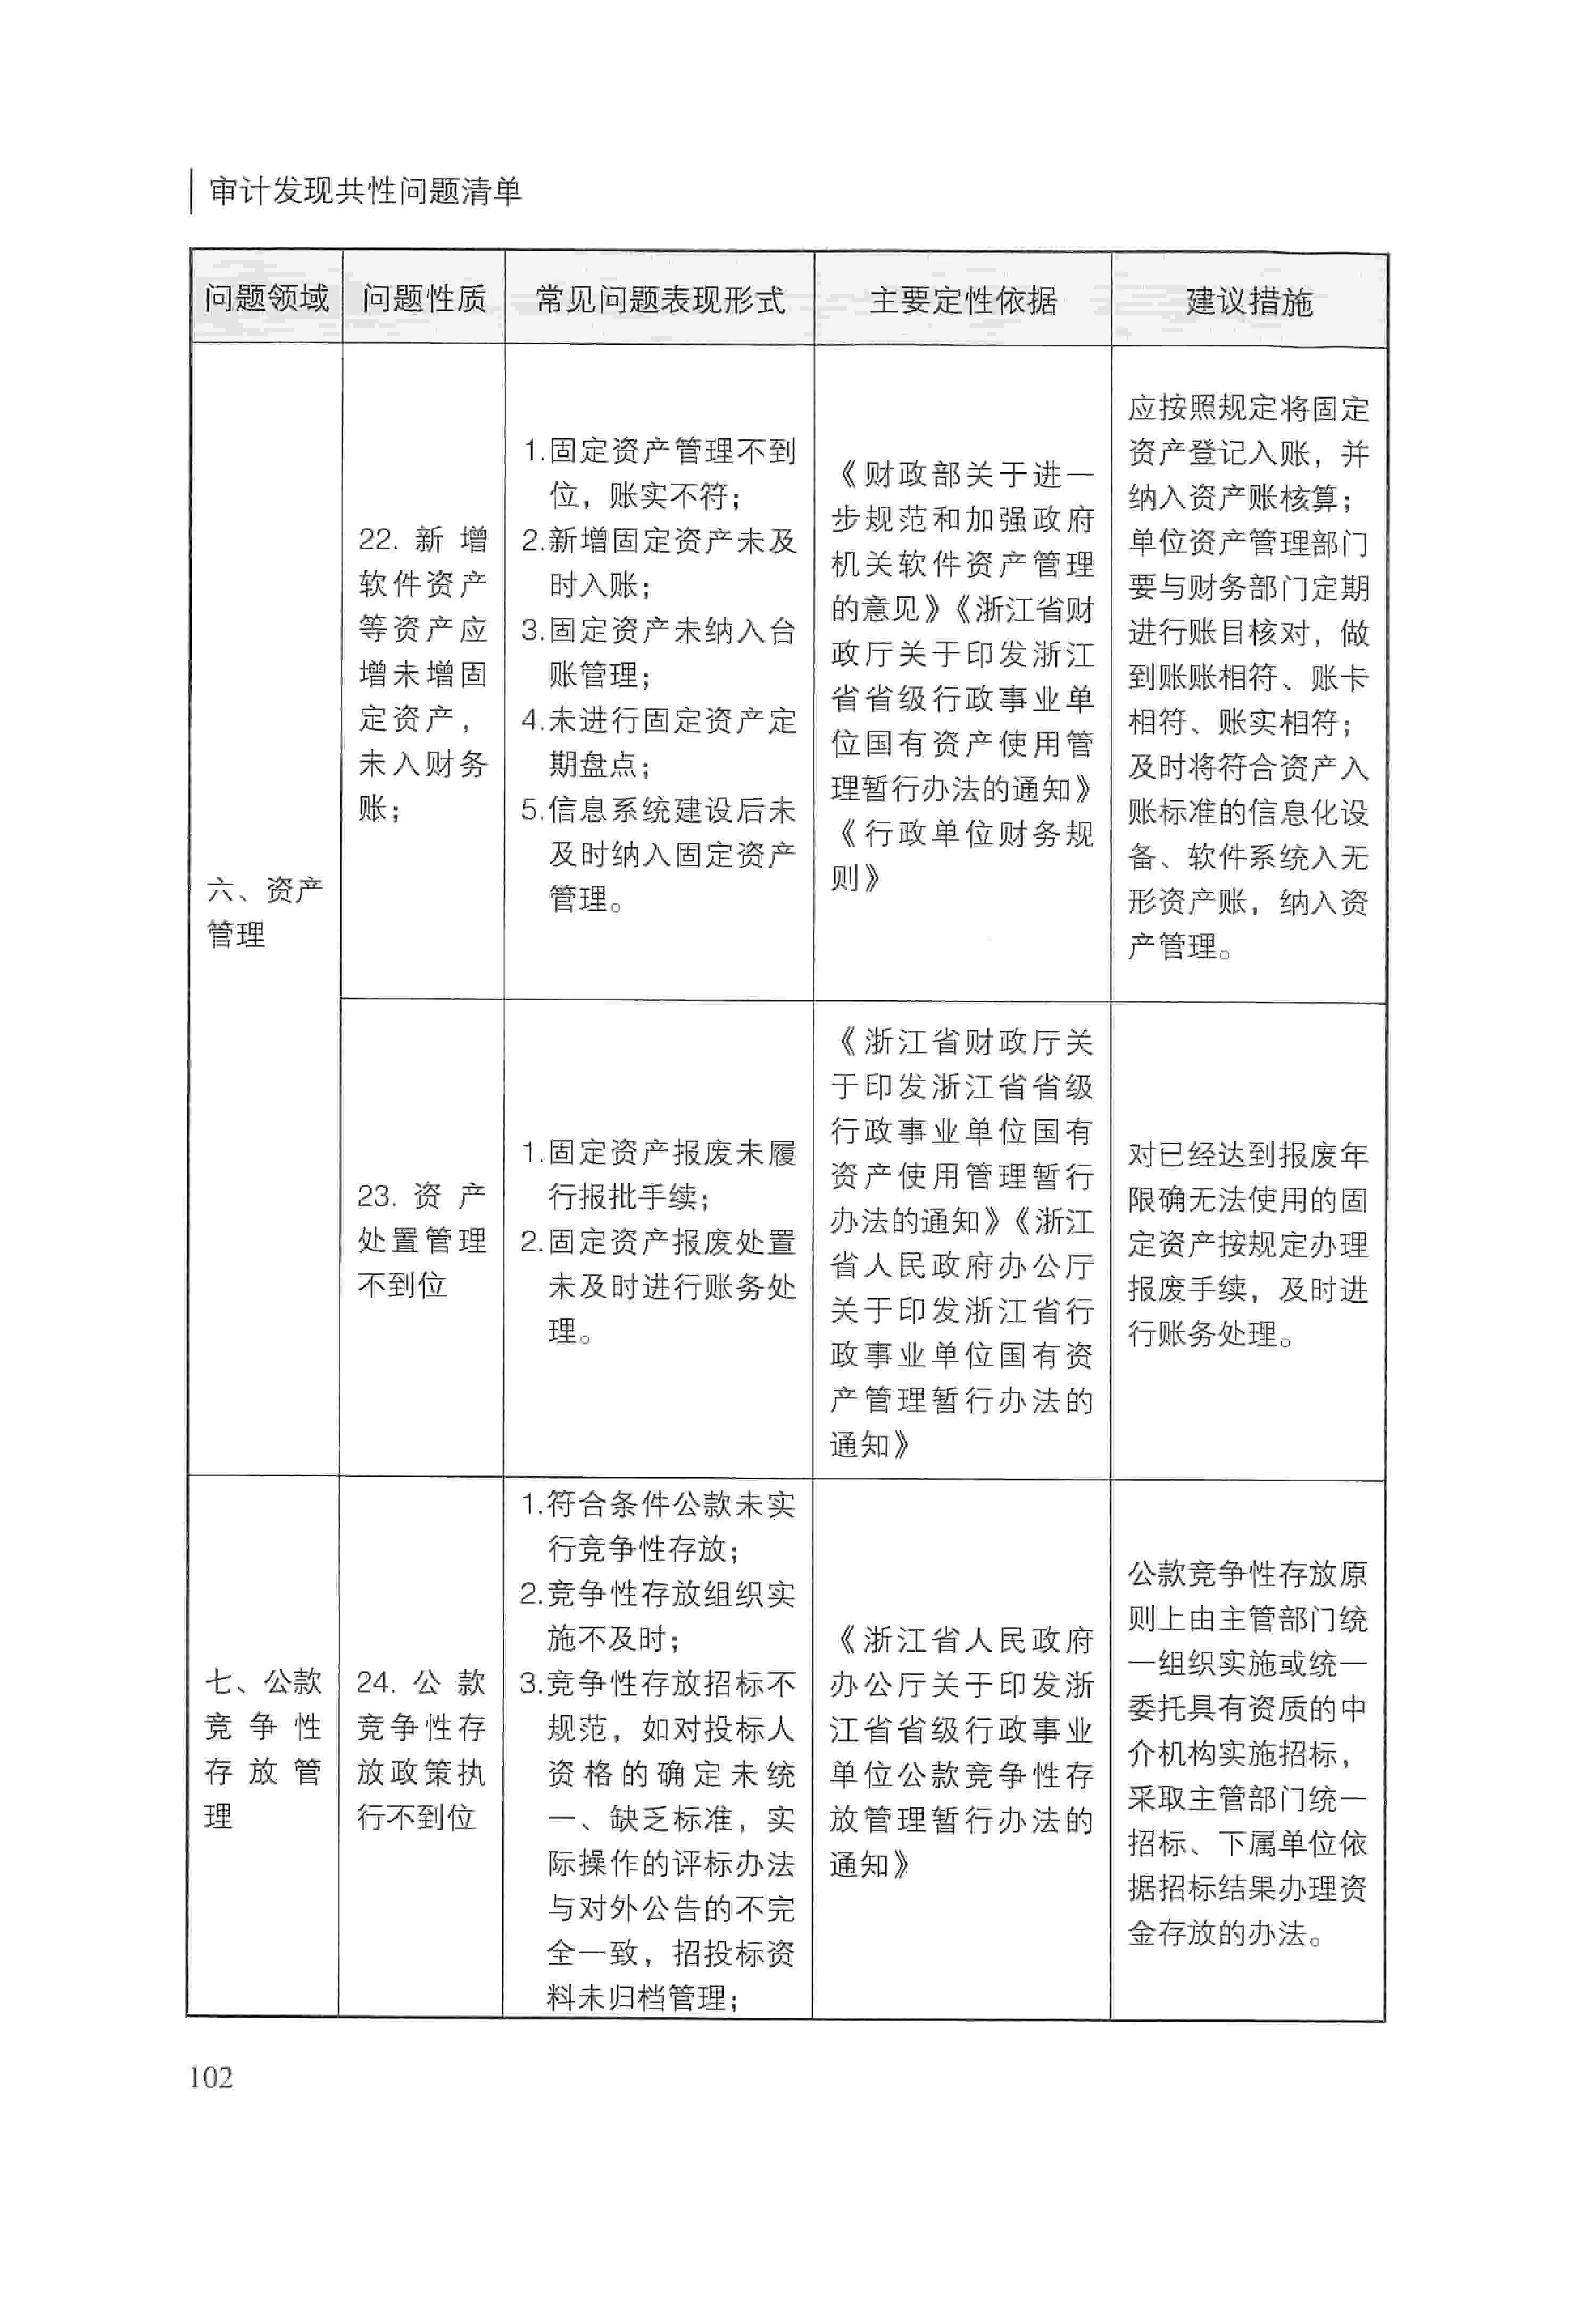 审计发现共性问题清单
问题领域
问题性质
常见问题表现形式
主要定性依据
建议措施
六、资产
管理
22. 新增
软件资产
等资产应
增未增固
定资产，
未入财务
账；
1.固定资产管理不到
位，账实不符；
2.新增固定资产未及
时入账；
3.固定资产未纳入台
账管理；
4.未进行固定资产定
期盘点；
5.信息系统建设后未
及时纳入固定资产
管理。
《财政部关于进一
步规范和加强政府
机关软件资产管理
的意见》《浙江省财
政厅关于印发浙江
省省级行政事业单
位国有资产使用管
理暂行办法的通知》
《行政单位财务规
则》
应按照规定将固定
资产登记入账，并
纳入资产账核算；
单位资产管理部门
要与财务部门定期
进行账目核对，做
到账账相符、账卡
相符、账实相符；
及时将符合资产入
账标准的信息化设
备、软件系统入无
形资产账，纳入资
产管理。
23. 资产
处置管理
不到位
1.固定资产报废未履
行报批手续；
2.固定资产报废处置
未及时进行账务处
理。
《浙江省财政厅关
于印发浙江省省级
行政事业单位国有
资产使用管理暂行
办法的通知》《浙江
省人民政府办公厅
关于印发浙江省行
政事业单位国有资
产管理暂行办法的
通知》
对已经达到报废年
限确无法使用的固
定资产按规定办理
报废手续，及时进
行账务处理。
七、公款
竞争性
存放管
理
24. 公款
竞争性存
放政策执
行不到位
1.符合条件公款未实
行竞争性存放；
2.竞争性存放组织实
施不及时；
3.竞争性存放招标不
规范，如对投标人
资格的确定未统
一、缺乏标准，实
际操作的评标办法
与对外公告的不完
全一致，招投标资
料未归档管理；
《浙江省人民政府
办公厅关于印发浙
江省省级行政事业
单位公款竞争性存
放管理暂行办法的
通知》
公款竞争性存放原
则上由主管部门统
一组织实施或统一
委托具有资质的中
介机构实施招标，
采取主管部门统一
招标、下属单位依
据招标结果办理资
金存放的办法。
102